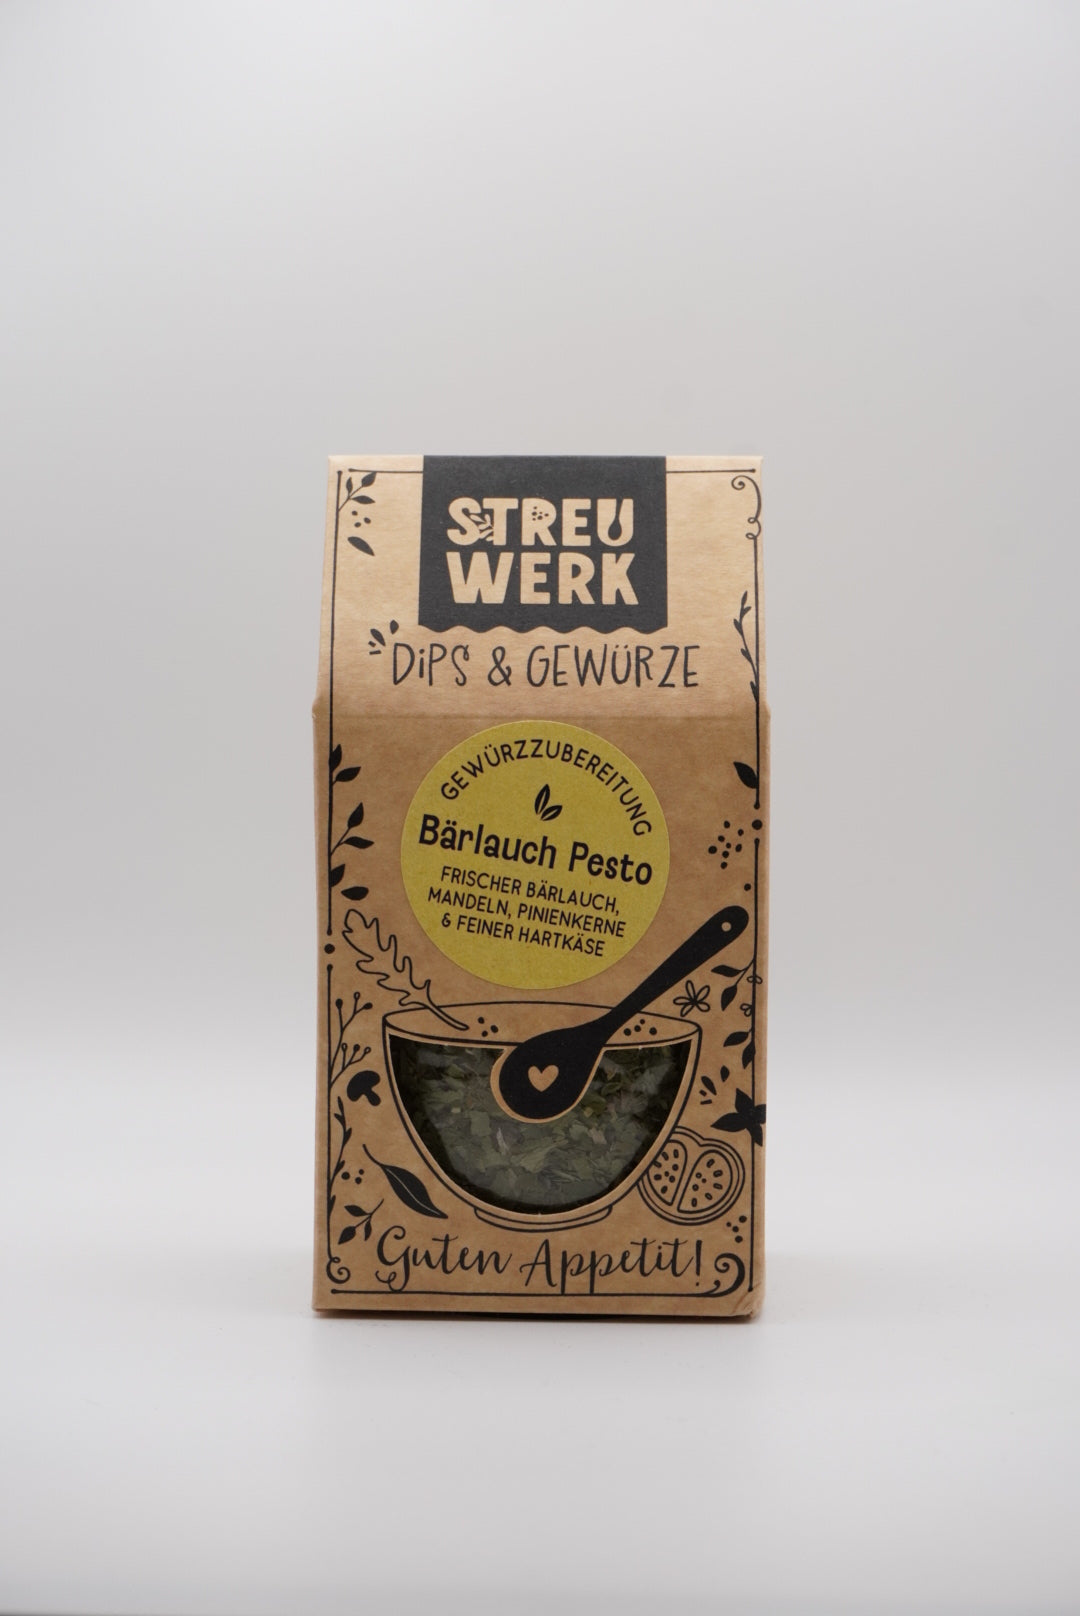 STREU
WERK
DiPS & GEWÜRZE
GEWÜRZZUBEREITUNG
Bärlauch Pesto
FRISCHER BÄRLAUCH,
MANDELN, PINIENKERNE
& FEINER HARTKÄSE
Guten Appetit!